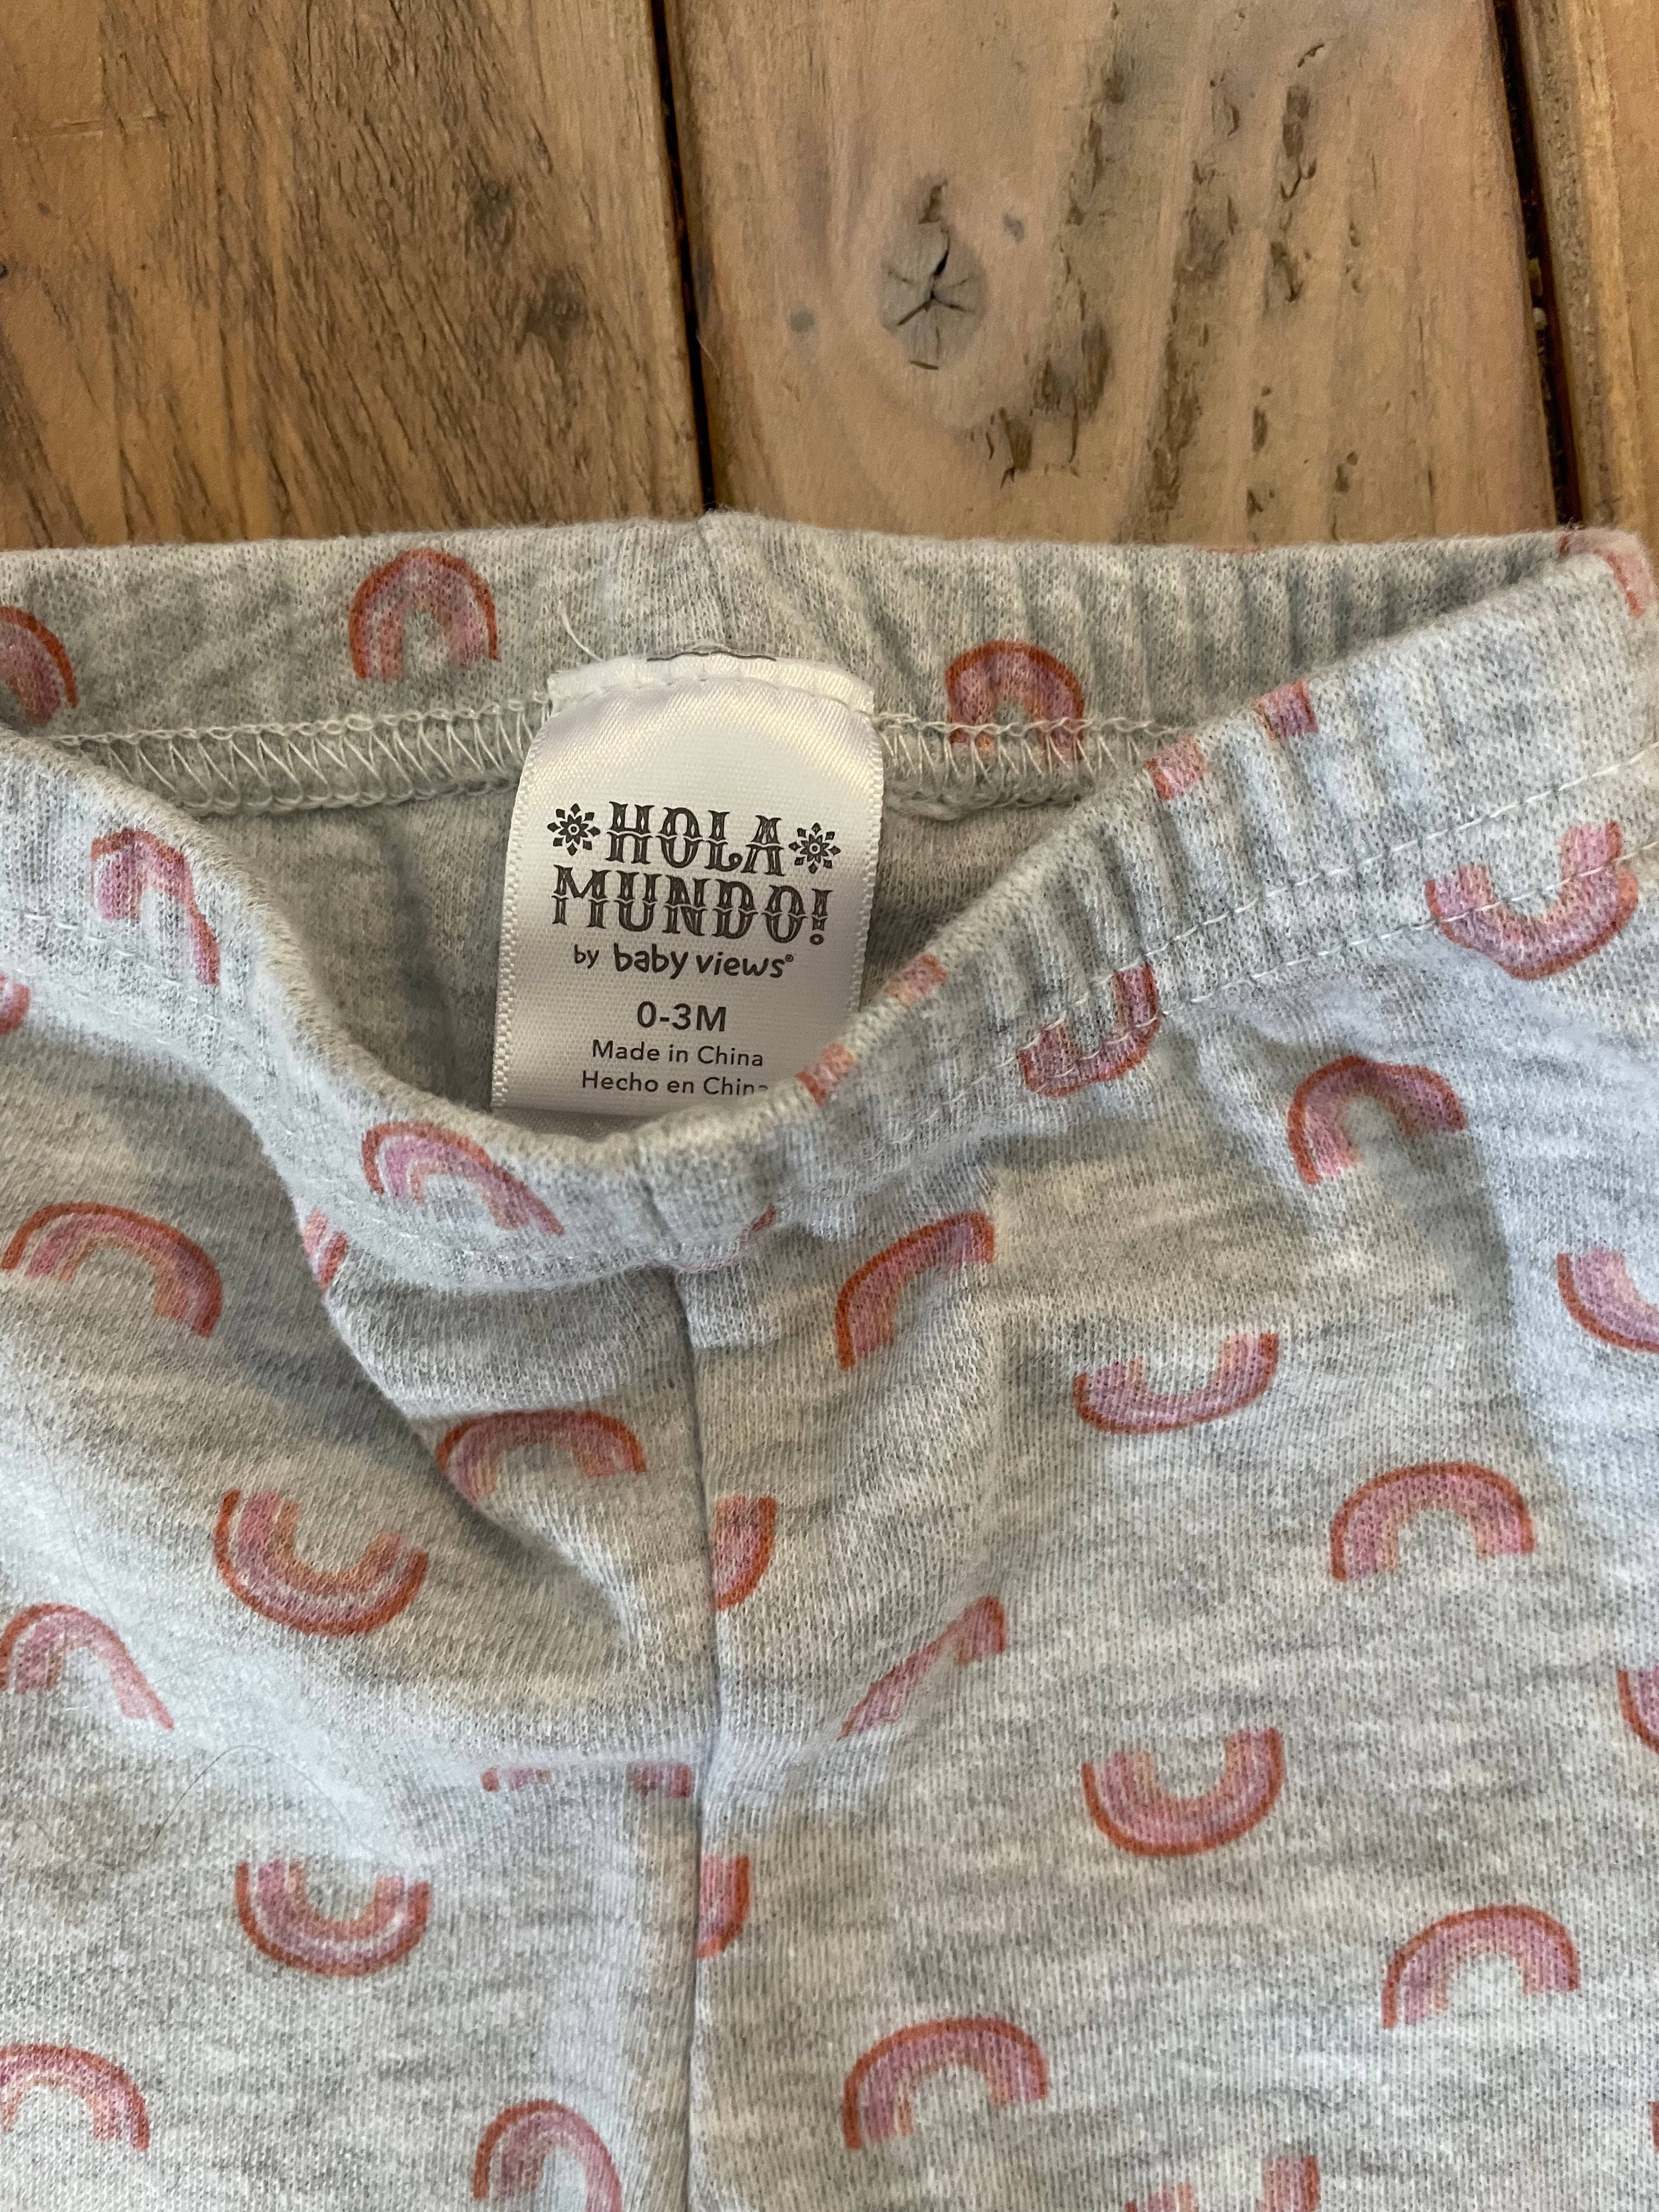 HOLA
MUNDO!
by baby views®
0-3M
Made in China
Hecho en China